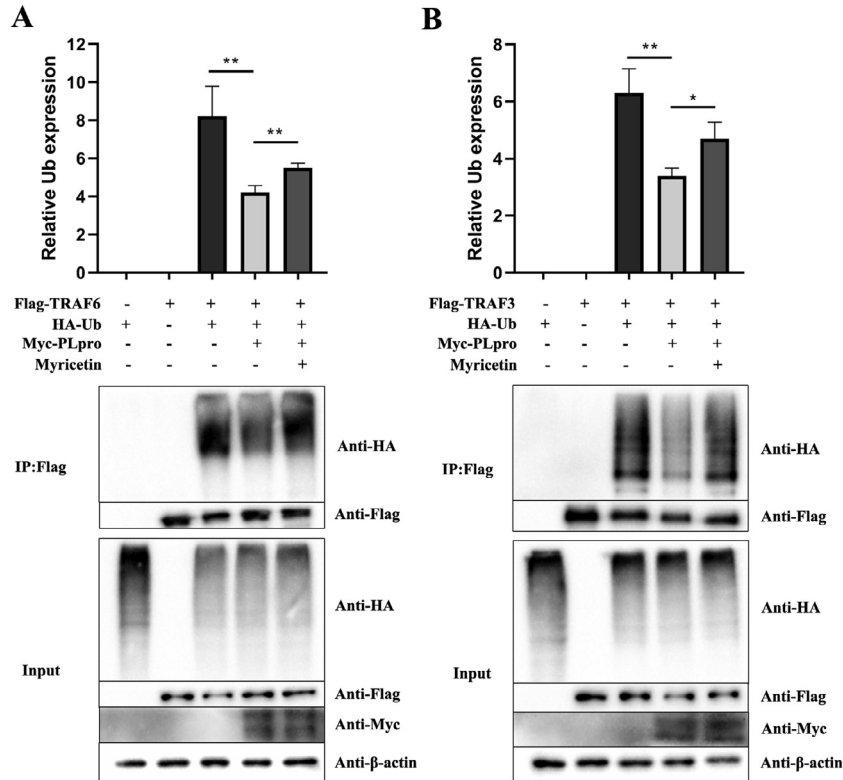 A
Relative Ub expression
12
10
8
6
4
2
0
**
**
Flag-TRAF6 - + + + +
HA-Ub + - + + +
Myc-PLpro - - - + +
Myricetin - - - - +
IP:Flag
Anti-HA
Anti-Flag
Input
Anti-HA
Anti-Flag
Anti-Myc
Anti-β-actin
B
Relative Ub expression
8
6
4
2
0
**
*
Flag-TRAF3 - + + + +
HA-Ub + - + + +
Myc-PLpro - - - + +
Myricetin - - - - +
IP:Flag
Anti-HA
Anti-Flag
Input
Anti-HA
Anti-Flag
Anti-Myc
Anti-β-actin